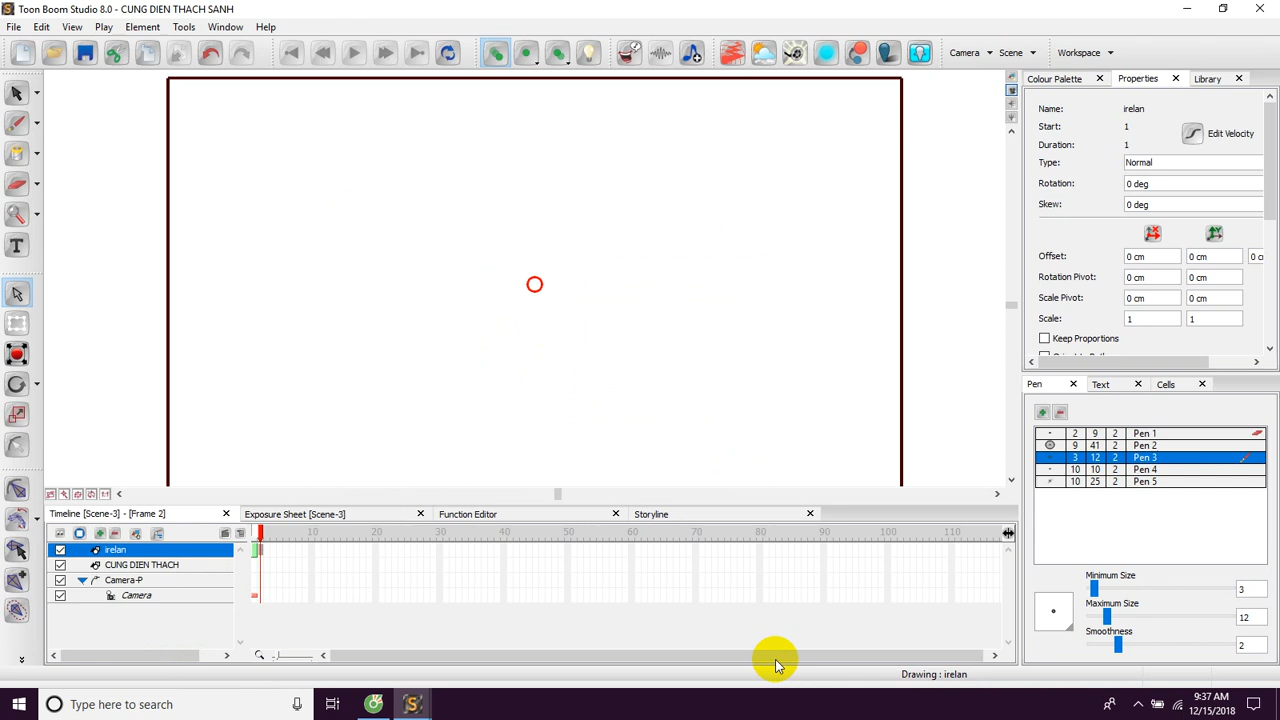 Toon Boom Studio 8.0 - CUNG DIEN THACH SANH
File Edit View Play Element Tools Window Help
Camera Scene Workspace
Colour Palette Properties Library
Name: irelan
Start: 1
Duration: 1
Edit Velocity
Type: Normal
Rotation: 0 deg
Skew: 0 deg
Offset: 0 cm 0 cm
Rotation Pivot: 0 cm 0 cm
Scale Pivot: 0 cm 0 cm
Scale: 1 1
Keep Proportions
Pen Text Cells
2 9 2 Pen 1
9 41 2 Pen 2
3 12 2 Pen 3
10 10 2 Pen 4
10 25 2 Pen 5
Minimum Size
3
Maximum Size
12
Smoothness
2
Timeline [Scene-3] - [Frame 2] Exposure Sheet [Scene-3] Function Editor Storyline
10 20 30 40 50 60 70 80 90 100 110
irelan
CUNG DIEN THACH
Camera-P
Camera
Drawing : irelan
Type here to search
9:37 AM
12/15/2018